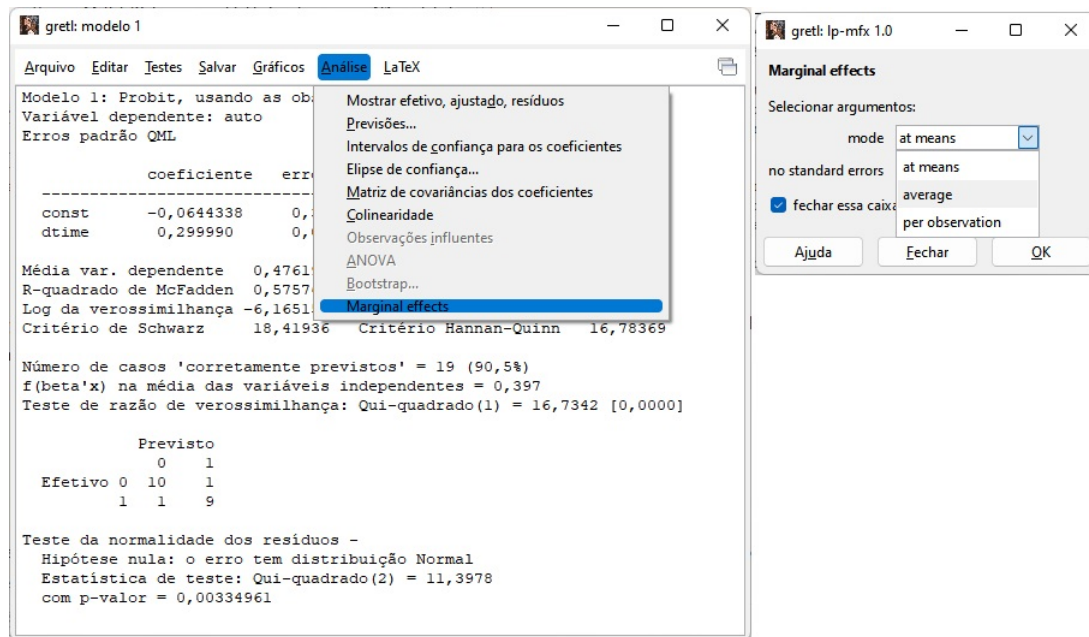 gretl: modelo 1
Arquivo Editar Testes Salvar Gráficos Análise LaTeX
Modelo 1: Probit, usando as ob
Variável dependente: auto
Erros padrão QML
coeficiente erro
const -0,0644338 0,
dtime 0,299990 0,
Média var. dependente 0,4761
R-quadrado de McFadden 0,5757
Log da verossimilhança -6,1651
Critério de Schwarz 18,41936 Critério Hannan-Quinn 16,78369
Número de casos 'corretamente previstos' = 19 (90,5%)
f(beta'x) na média das variáveis independentes = 0,397
Teste de razão de verossimilhança: Qui-quadrado(1) = 16,7342 [0,0000]
Previsto
0 1
Efetivo 0 10 1
1 1 9
Teste da normalidade dos resíduos -
Hipótese nula: o erro tem distribuição Normal
Estatística de teste: Qui-quadrado(2) = 11,3978
com p-valor = 0,00334961
Mostrar efetivo, ajustado, resíduos
Previsões...
Intervalos de confiança para os coeficientes
Elipse de confiança...
Matriz de covariâncias dos coeficientes
Colinearidade
Observações influentes
ANOVA
Bootstrap...
Marginal effects
gretl: lp-mfx 1.0
Marginal effects
Selecionar argumentos:
mode at means
no standard errors
at means
average
per observation
fechar essa caixa
Ajuda Fechar OK